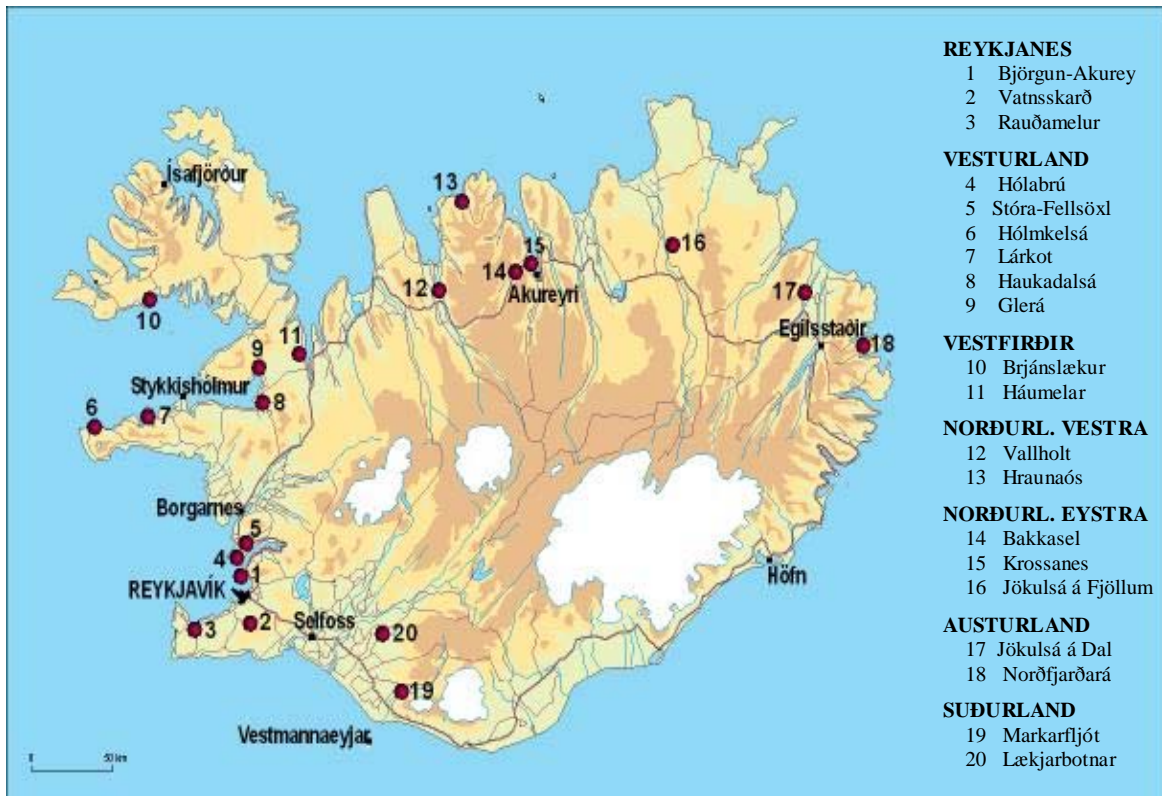 Ísafjörður
13
15
16
14
Akureyri
12
17
10
11
Egilsstaðir
18
9
Stykkishólmur
8
6
7
Borgarnes
5
4
1
REYKJAVÍK
Höfn
3
2
Selfoss
20
19
Vestmannaeyjar
0 50 km
REYKJANES
1 Björgun-Akurey
2 Vatnsskarð
3 Rauðamelur
VESTURLAND
4 Hólabrú
5 Stóra-Fellsöxl
6 Hólmkelsá
7 Lárkot
8 Haukadalsá
9 Glerá
VESTFIRÐIR
10 Brjánslækur
11 Háumelar
NORÐURL. VESTRA
12 Vallholt
13 Hraunaós
NORÐURL. EYSTRA
14 Bakkasel
15 Krossanes
16 Jökulsá á Fjöllum
AUSTURLAND
17 Jökulsá á Dal
18 Norðfjarðará
SUÐURLAND
19 Markarfljót
20 Lækjarbotnar